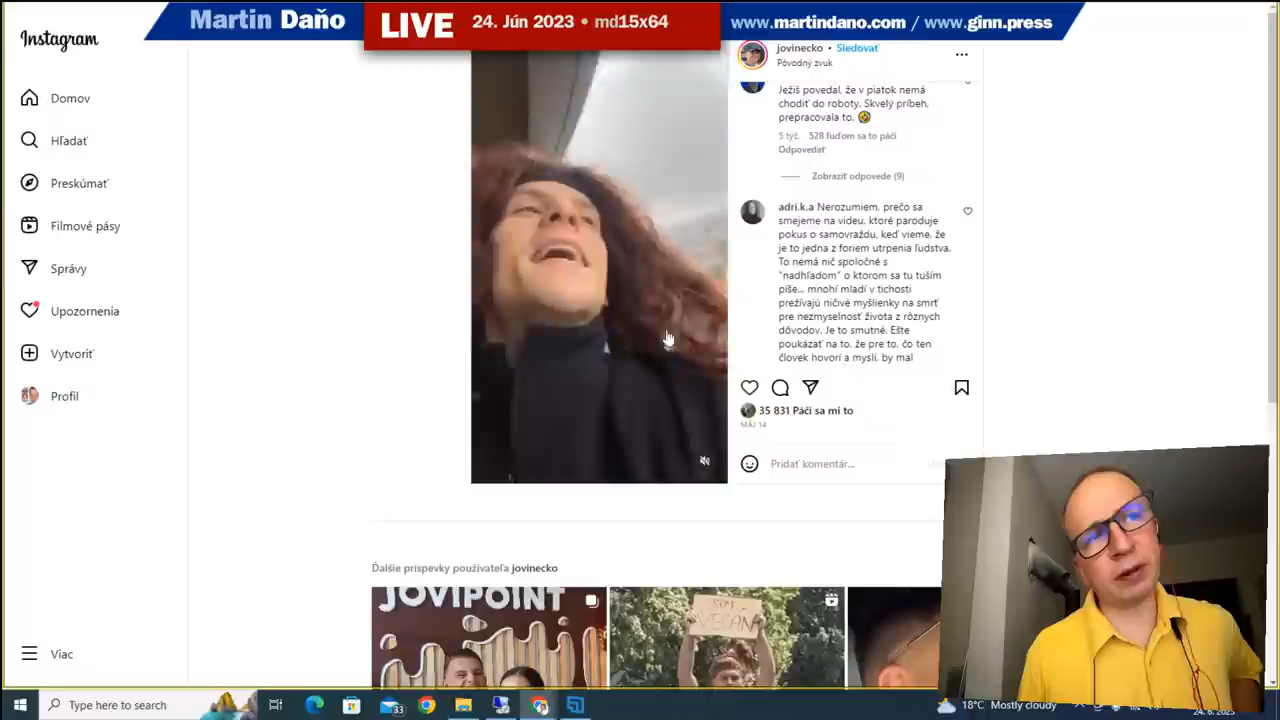 Martin Daňo
LIVE
24. Jún 2023 • md15x64
www.martindano.com / www.ginn.press
Instagram
Domov
Hľadať
Preskúmať
Filmové pásy
Správy
Upozornenia
Vytvoriť
Profil
Viac
jovinecko • Sledovať
Pôvodný zvuk
Ježiš povedal, že v piatok nemá
chodiť do roboty. Skvelý príbeh,
prepracovala to. 🤣
5 týž. 528 ľuďom sa to páči
Odpovedať
Zobraziť odpovede (9)
adri.k.a Nerozumiem, prečo sa
smejeme na videu, ktoré paroduje
pokus o samovraždu, keď vieme, že
je to jedna z foriem utrpenia ľudstva.
To nemá nič spoločné s
"nadhľadom" o ktorom sa tu tuším
píše... mnohí mladí v tichosti
prežívajú ničivé myšlienky na smrť
pre nezmyselnosť života z rôznych
dôvodov. Je to smutné. Ešte
poukázať na to, že pre to, čo ten
človek hovorí a myslí, by mal
35 831 Páči sa mi to
MÁJ 14
Pridať komentár...
Ďalšie príspevky používateľa jovinecko
JOVIPOINT
SOM
VEGÁN
Type here to search
33
18°C Mostly cloudy
24. 6. 2023